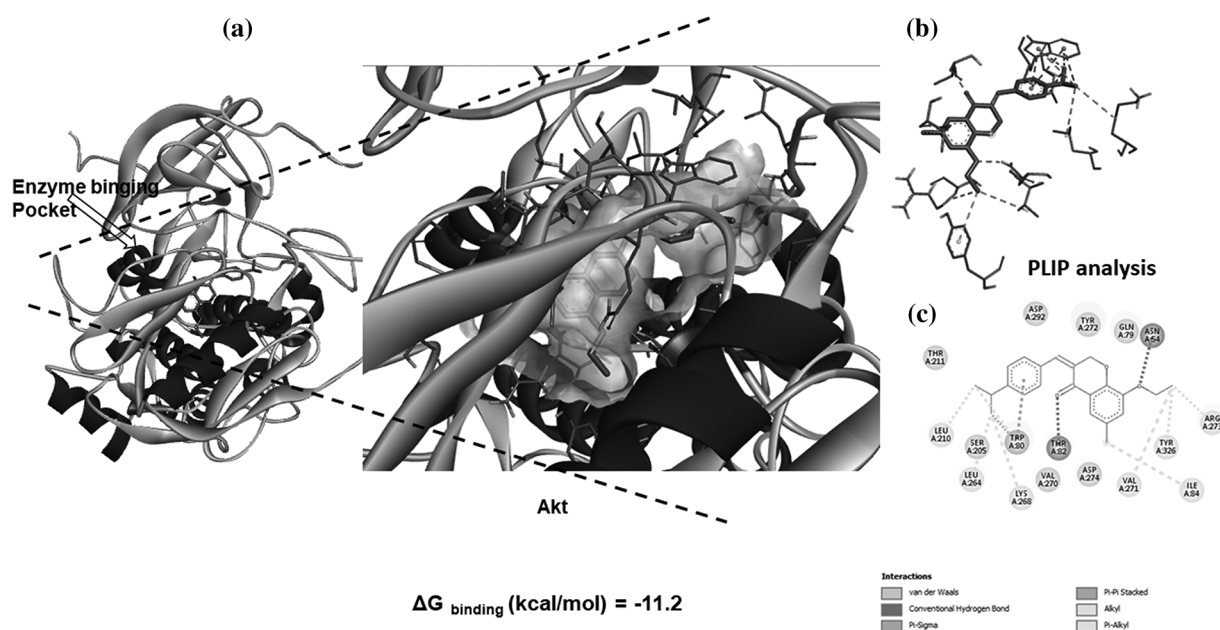 (a)
Enzyme binging
Pocket
Akt
ΔG binding (kcal/mol) = -11.2
(b)
PLIP analysis
(c)
ASP
A:292
TYR
A:272
GLN
A:79
ASN
A:54
THR
A:211
LEU
A:210
SER
A:205
TRP
A:80
THR
A:82
ARG
A:273
TYR
A:326
LEU
A:264
LYS
A:268
VAL
A:270
ASP
A:274
VAL
A:271
ILE
A:84
Interactions
van der Waals
Conventional Hydrogen Bond
Pi-Sigma
Pi-Pi Stacked
Alkyl
Pi-Alkyl